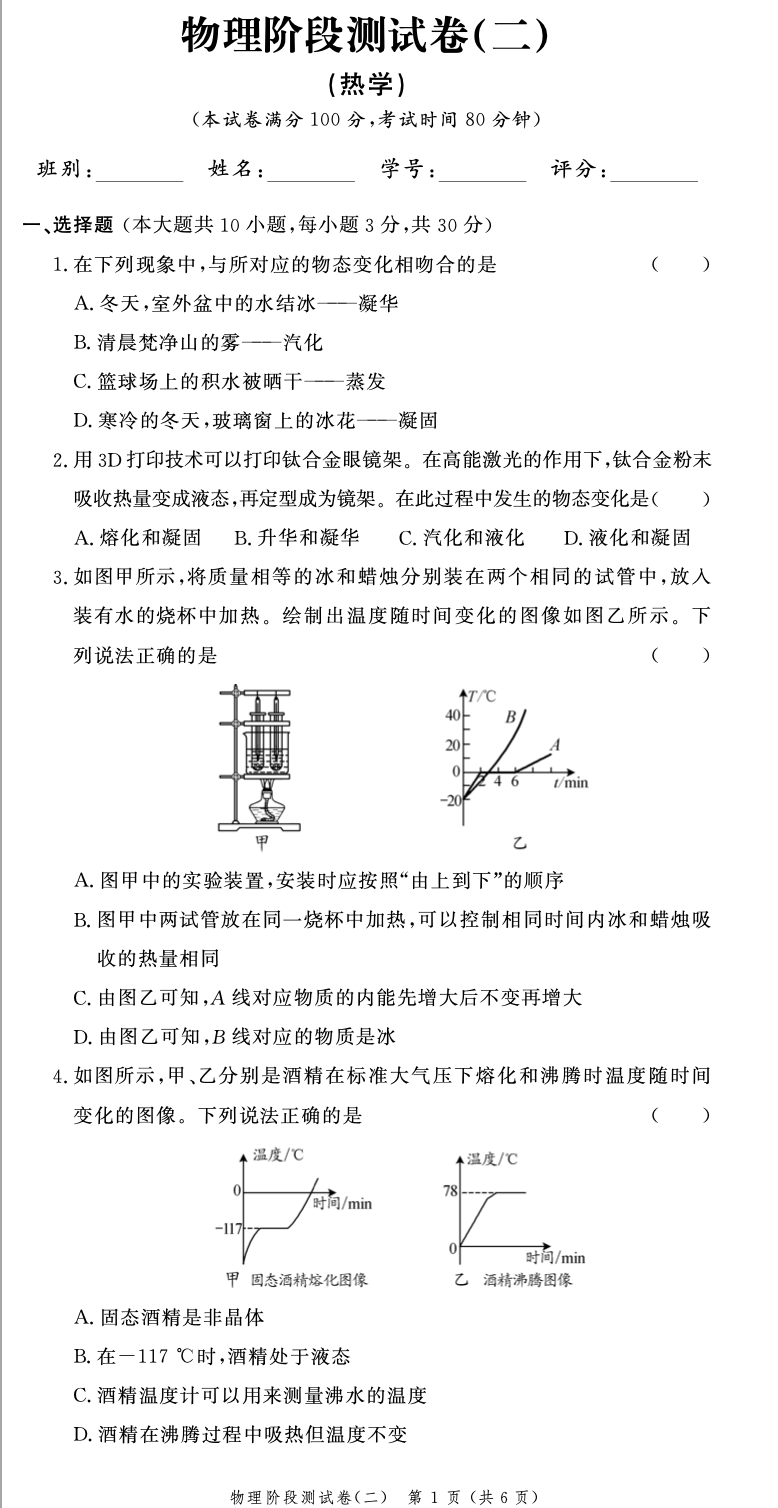 物理阶段测试卷(二)
(热学)
(本试卷满分 100 分,考试时间 80 分钟)
班别:________ 姓名:________ 学号:________ 评分:________
一、选择题(本大题共 10 小题,每小题 3 分,共 30 分)
1. 在下列现象中,与所对应的物态变化相吻合的是 ( )
A. 冬天,室外盆中的水结冰——凝华
B. 清晨梵净山的雾——汽化
C. 篮球场上的积水被晒干——蒸发
D. 寒冷的冬天,玻璃窗上的冰花——凝固
2. 用 3D 打印技术可以打印钛合金眼镜架。在高能激光的作用下,钛合金粉末
吸收热量变成液态,再定型成为镜架。在此过程中发生的物态变化是( )
A. 熔化和凝固 B. 升华和凝华 C. 汽化和液化 D. 液化和凝固
3. 如图甲所示,将质量相等的冰和蜡烛分别装在两个相同的试管中,放入
装有水的烧杯中加热。绘制出温度随时间变化的图像如图乙所示。下
列说法正确的是 ( )
T/℃
40
B
20
A
0
2 4 6
t/min
-20
甲 乙
A. 图甲中的实验装置,安装时应按照“由上到下”的顺序
B. 图甲中两试管放在同一烧杯中加热,可以控制相同时间内冰和蜡烛吸
收的热量相同
C. 由图乙可知,A 线对应物质的内能先增大后不变再增大
D. 由图乙可知,B 线对应的物质是冰
4. 如图所示,甲、乙分别是酒精在标准大气压下熔化和沸腾时温度随时间
变化的图像。下列说法正确的是 ( )
温度/℃
0
时间/min
-117
甲 固态酒精熔化图像
温度/℃
78
0
时间/min
乙 酒精沸腾图像
A. 固态酒精是非晶体
B. 在－117 ℃时,酒精处于液态
C. 酒精温度计可以用来测量沸水的温度
D. 酒精在沸腾过程中吸热但温度不变
物理阶段测试卷(二) 第 1 页(共 6 页)